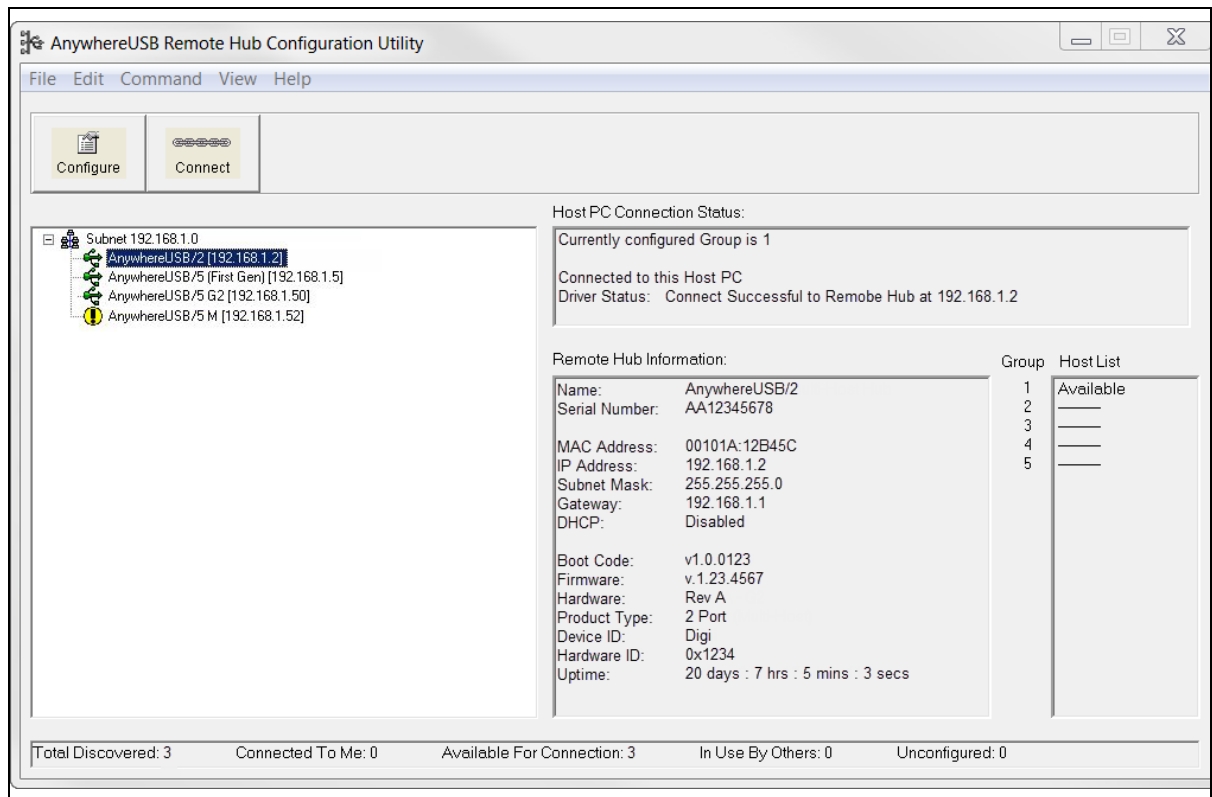 AnywhereUSB Remote Hub Configuration Utility
File Edit Command View Help
Configure
Connect
Subnet 192.168.1.0
AnywhereUSB/2 [192.168.1.2]
AnywhereUSB/5 (First Gen) [192.168.1.5]
AnywhereUSB/5 G2 [192.168.1.50]
AnywhereUSB/5 M [192.168.1.52]
Host PC Connection Status:
Currently configured Group is 1
Connected to this Host PC
Driver Status: Connect Successful to Remobe Hub at 192.168.1.2
Remote Hub Information:
Name: AnywhereUSB/2
Serial Number: AA12345678
MAC Address: 00101A:12B45C
IP Address: 192.168.1.2
Subnet Mask: 255.255.255.0
Gateway: 192.168.1.1
DHCP: Disabled
Boot Code: v1.0.0123
Firmware: v.1.23.4567
Hardware: Rev A
Product Type: 2 Port
Device ID: Digi
Hardware ID: 0x1234
Uptime: 20 days : 7 hrs : 5 mins : 3 secs
Group Host List
1 Available
2
3
4
5
Total Discovered: 3 Connected To Me: 0 Available For Connection: 3 In Use By Others: 0 Unconfigured: 0